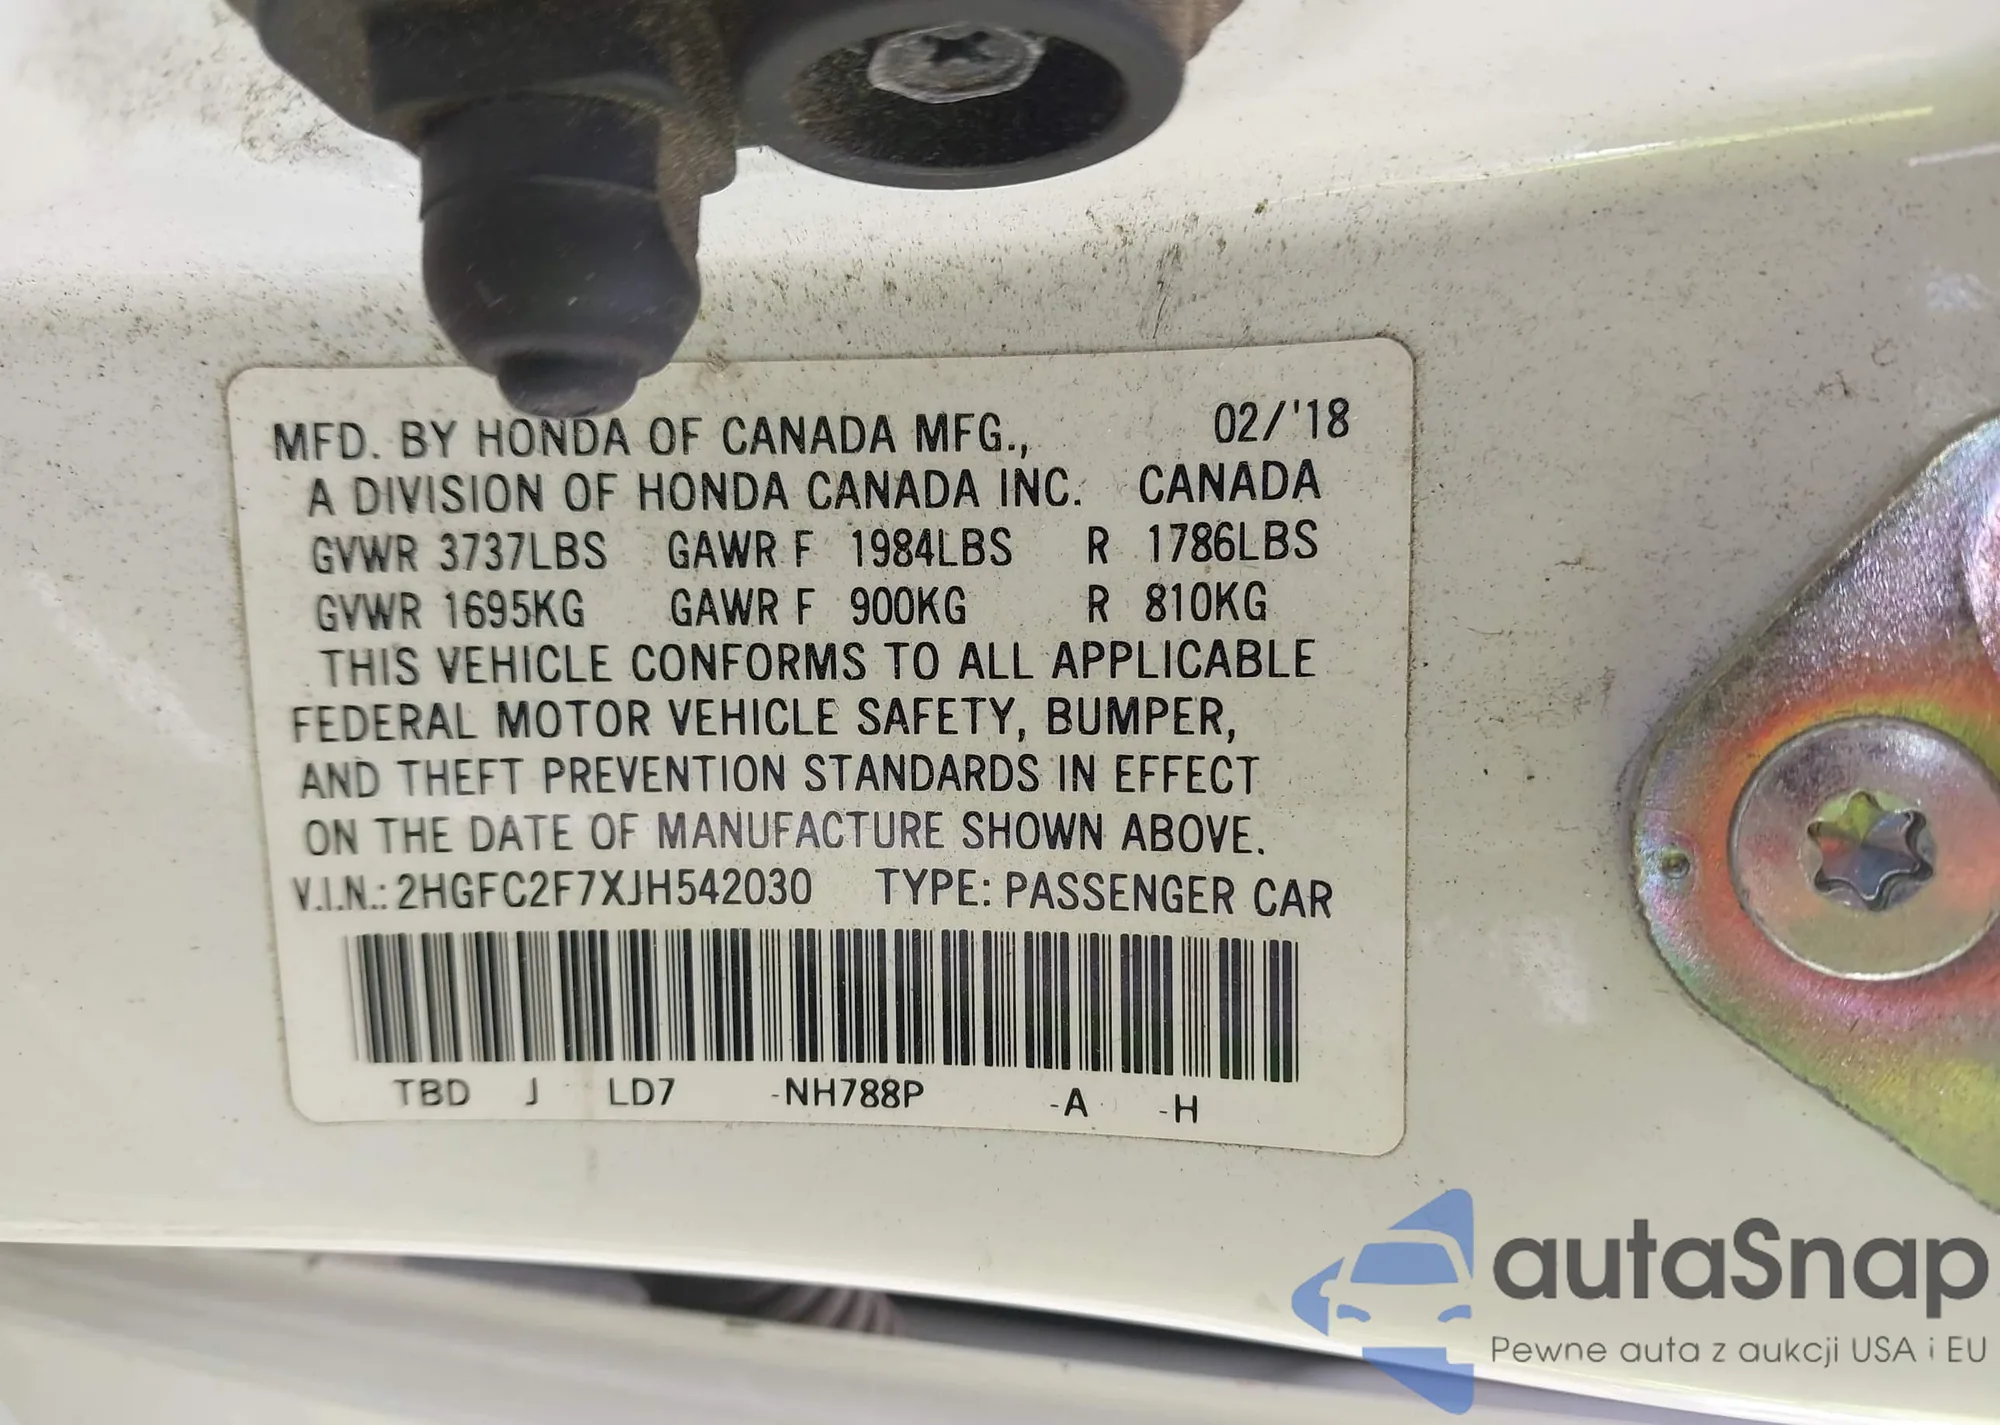 MFD. BY HONDA OF CANADA MFG., 02/'18
A DIVISION OF HONDA CANADA INC. CANADA
GVWR 3737LBS GAWR F 1984LBS R 1786LBS
GVWR 1695KG GAWR F 900KG R 810KG
THIS VEHICLE CONFORMS TO ALL APPLICABLE
FEDERAL MOTOR VEHICLE SAFETY, BUMPER,
AND THEFT PREVENTION STANDARDS IN EFFECT
ON THE DATE OF MANUFACTURE SHOWN ABOVE.
V.I.N.: 2HGFC2F7XJH542030 TYPE: PASSENGER CAR
TBD J LD7 -NH788P -A -H
autaSnap
Pewne auta z aukcji USA i EU